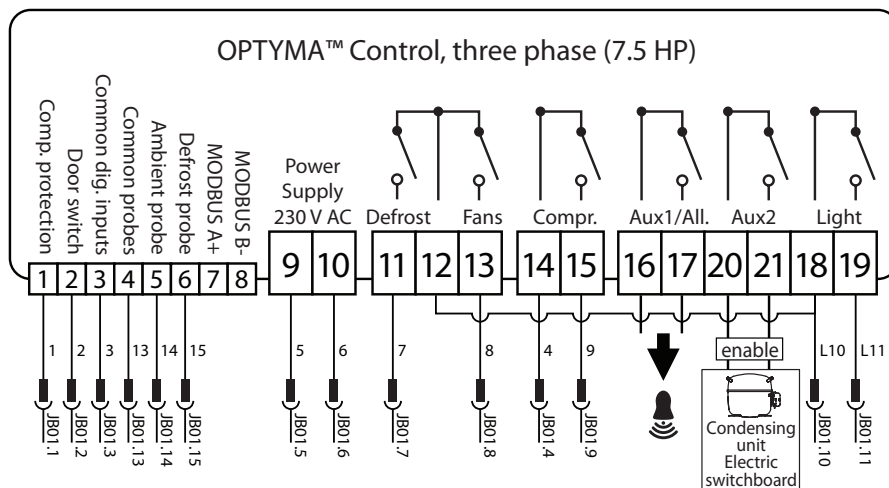 OPTYMA™ Control, three phase (7.5 HP)
Comp. protection
Door switch
Common dig. inputs
Common probes
Ambient probe
Defrost probe
MODBUS A+
MODBUS B-
Power
Supply
230 V AC
Defrost
Fans
Compr.
Aux1/All.
Aux2
Light
1 2 3 4 5 6 7 8
9 10
11 12 13
14 15
16 17 20 21 18 19
1 2 3 13 14 15 5 6 7 8 4 9 L10 L11
enable
JB01.1
JB01.2
JB01.3
JB01.13
JB01.14
JB01.15
JB01.5
JB01.6
JB01.7
JB01.8
JB01.4
JB01.9
Condensing
unit
Electric
switchboard
JB01.10
JB01.11